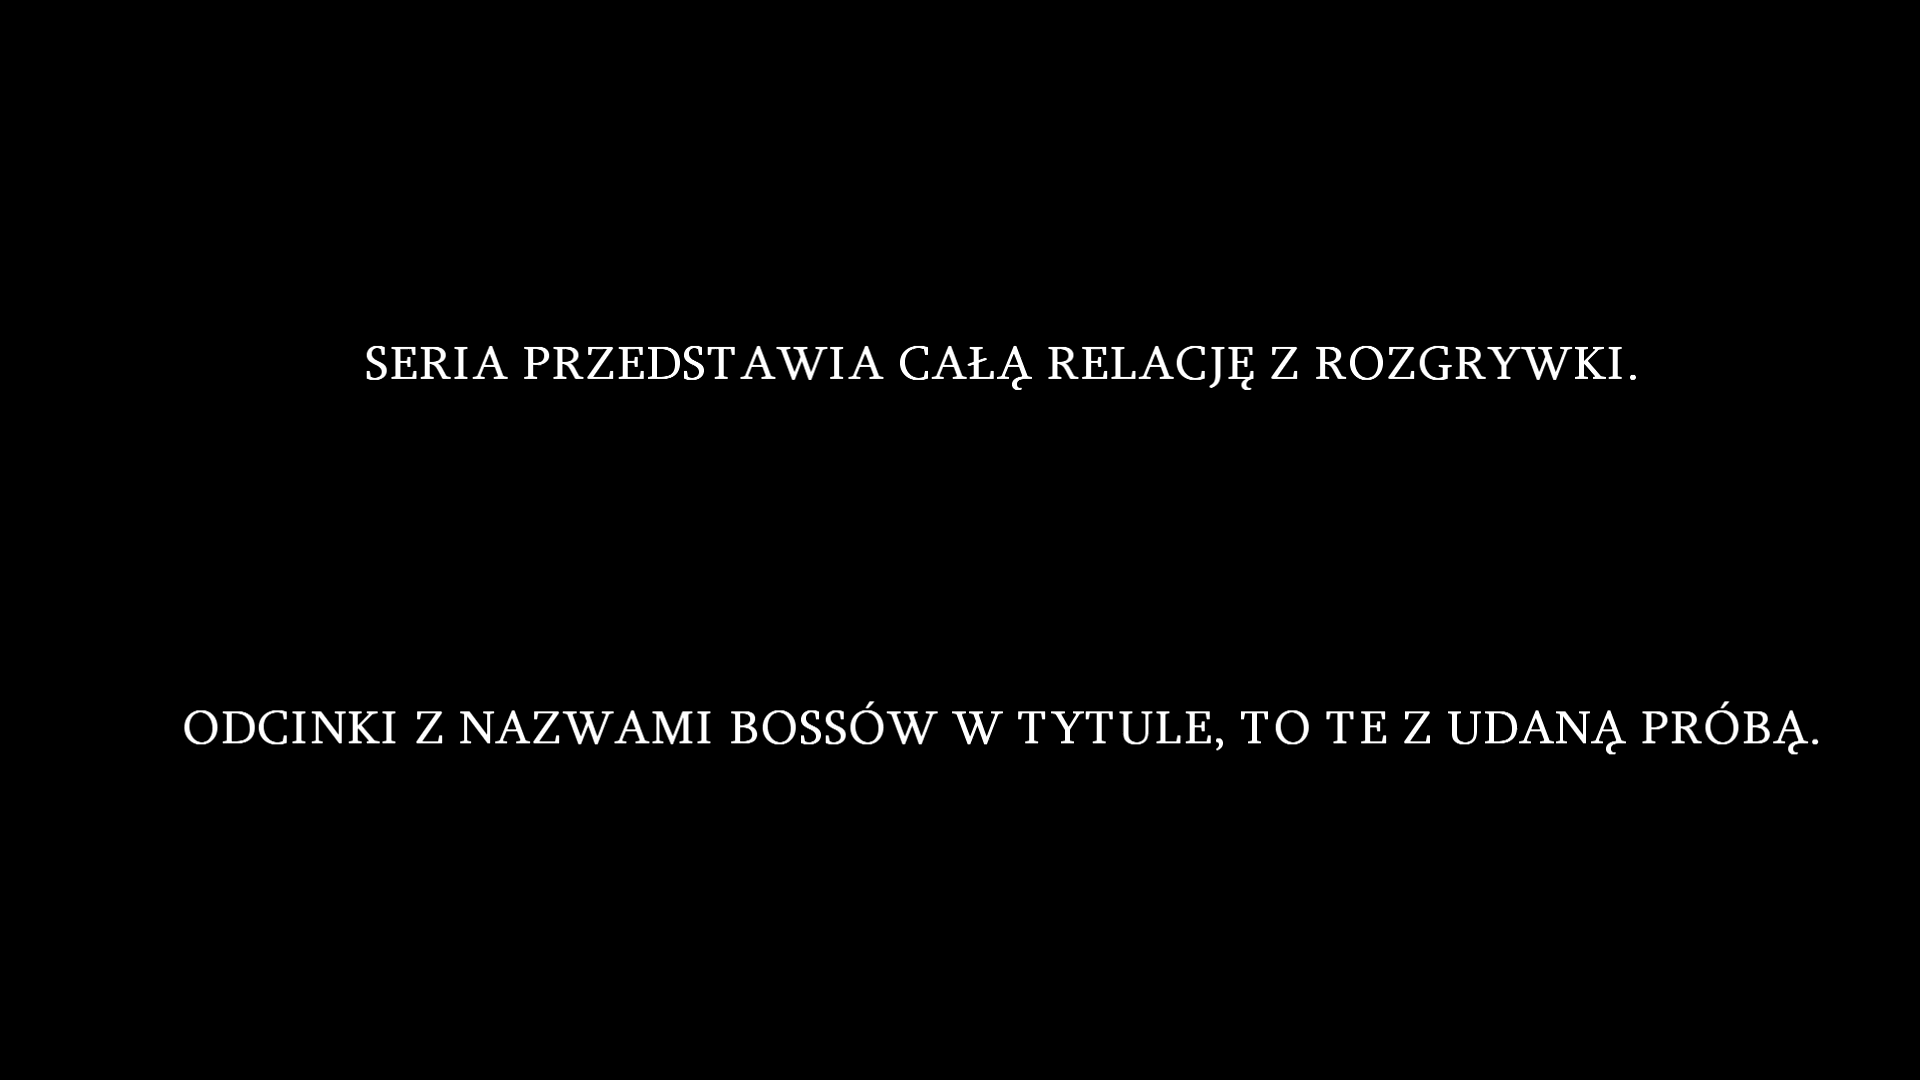 SERIA PRZEDSTAWIA CAŁĄ RELACJĘ Z ROZGRYWKI.
ODCINKI Z NAZWAMI BOSSÓW W TYTULE, TO TE Z UDANĄ PRÓBĄ.